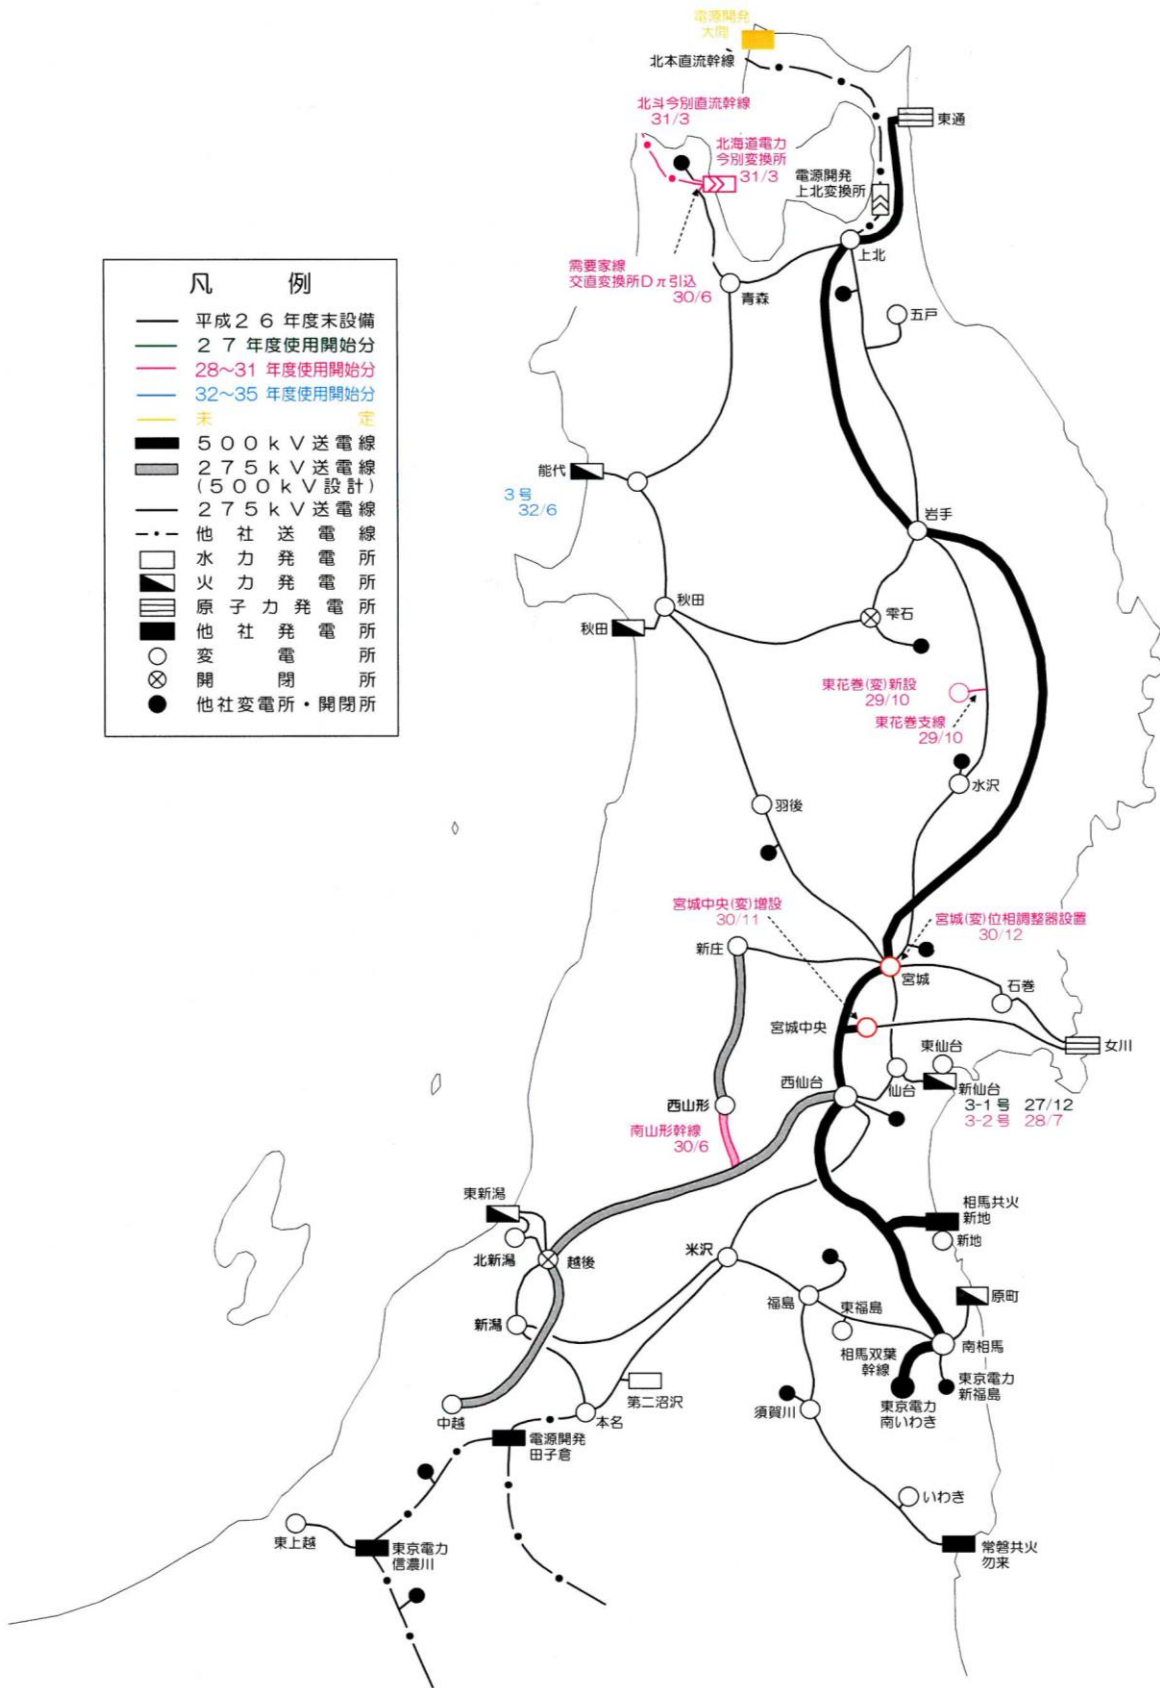 電源開発
大間
北本直流幹線
北斗今別直流幹線
31/3
北海道電力
今別変換所
31/3
東通
電源開発
上北変換所
需要家線
交直変換所Dπ引込
30/6
上北
青森
五戸
凡 例
平成26年度末設備
27年度使用開始分
28~31 年度使用開始分
32~35 年度使用開始分
未 定
500kV送電線
275kV送電線
(500kV設計)
275kV送電線
他社送電線
水力発電所
火力発電所
原子力発電所
他社発電所
変電所
開閉所
他社変電所・開閉所
能代
3号
32/6
岩手
秋田
秋田
雫石
東花巻(変)新設
29/10
東花巻支線
29/10
水沢
羽後
宮城中央(変)増設
30/11
宮城(変)位相調整器設置
30/12
新庄
宮城
石巻
宮城中央
女川
東仙台
西仙台
仙台
新仙台
3-1号 27/12
3-2号 28/7
西山形
南山形幹線
30/6
東新潟
相馬共火
新地
新地
北新潟
越後
米沢
原町
福島
東福島
新潟
南相馬
相馬双葉
幹線
東京電力
新福島
東京電力
南いわき
第二沼沢
須賀川
中越
本名
電源開発
田子倉
いわき
東上越
東京電力
信濃川
常磐共火
勿来